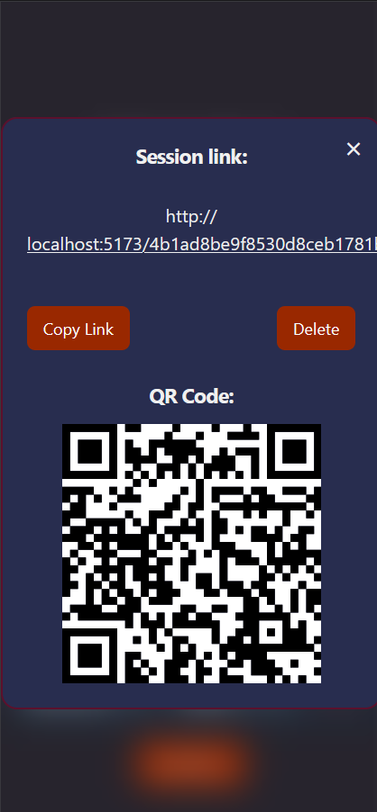 Session link:
http://
localhost:5173/4b1ad8be9f8530d8ceb1781
Copy Link
Delete
QR Code: